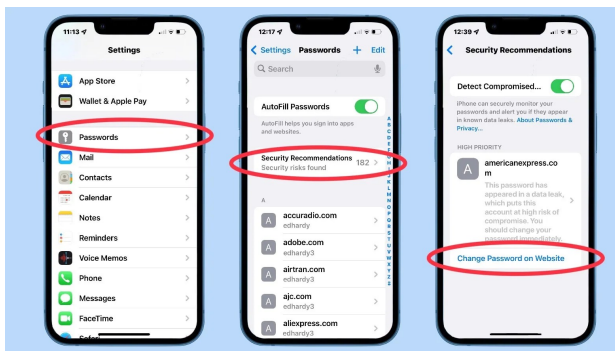 11:13
Settings
App Store
Wallet & Apple Pay
Passwords
Mail
Contacts
Calendar
Notes
Reminders
Voice Memos
Phone
Messages
FaceTime
12:17
Settings Passwords + Edit
Search
AutoFill Passwords
AutoFill helps you sign into apps
and websites.
Security Recommendations
182
Security risks found
A
A accuradio.com
edhardy
A adobe.com
edhardy3
A airtran.com
edhardy3
A ajc.com
edhardy3
A aliexpress.com
edhardy3
A
B
C
D
E
F
G
H
I
J
K
L
M
N
O
P
Q
R
S
T
U
V
W
X
Y
Z
#
12:39
Security Recommendations
Detect Compromised...
iPhone can securely monitor your
passwords and alert you if they appear
in known data leaks. About Passwords &
Privacy...
HIGH PRIORITY
A americanexpress.co
m
This password has
appeared in a data leak,
which puts this
account at high risk of
compromise. You
should change your
password immediately.
Change Password on Website